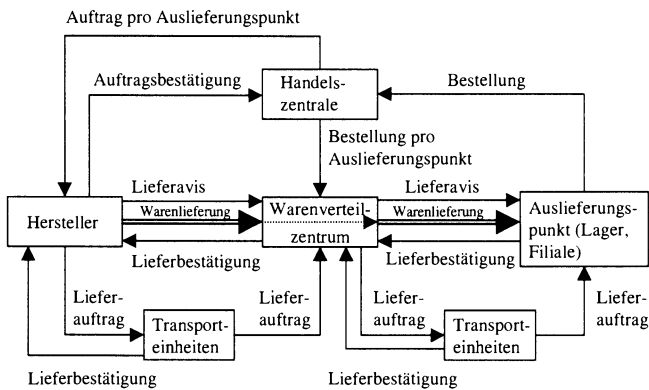 Auftrag pro Auslieferungspunkt
Auftragsbestätigung
Handels-
zentrale
Bestellung
Bestellung pro
Auslieferungspunkt
Lieferavis
Lieferavis
Hersteller
Warenlieferung
Warenverteil-
zentrum
Warenlieferung
Auslieferungs-
punkt (Lager,
Filiale)
Lieferbestätigung
Lieferbestätigung
Liefer-
auftrag
Transport-
einheiten
Liefer-
auftrag
Liefer-
auftrag
Transport-
einheiten
Liefer-
auftrag
Lieferbestätigung
Lieferbestätigung